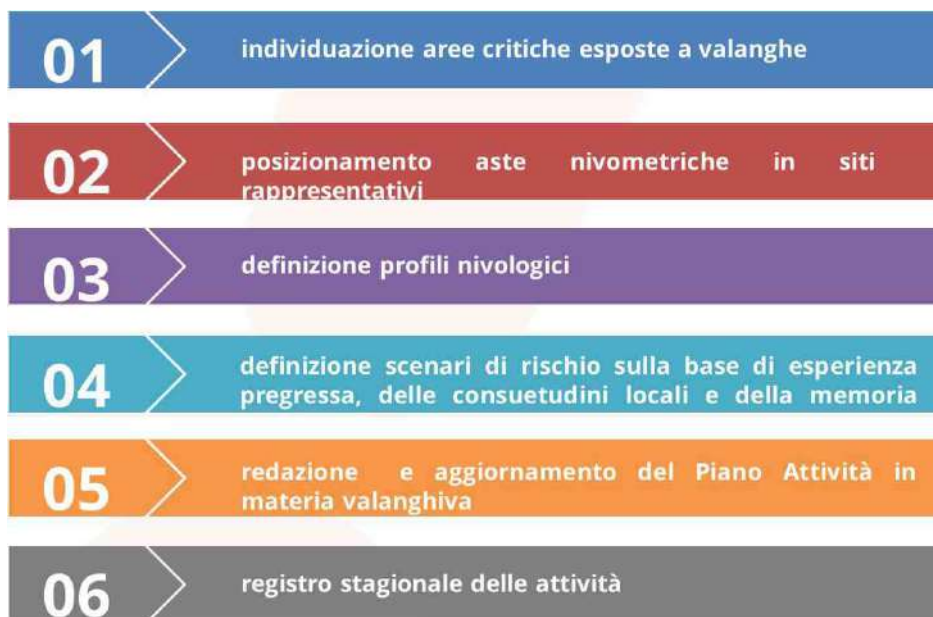 01
individuazione aree critiche esposte a valanghe
02
posizionamento aste nivometriche in siti
rappresentativi
03
definizione profili nivologici
04
definizione scenari di rischio sulla base di esperienza
pregressa, delle consuetudini locali e della memoria
05
redazione e aggiornamento del Piano Attività in
materia valanghiva
06
registro stagionale delle attività